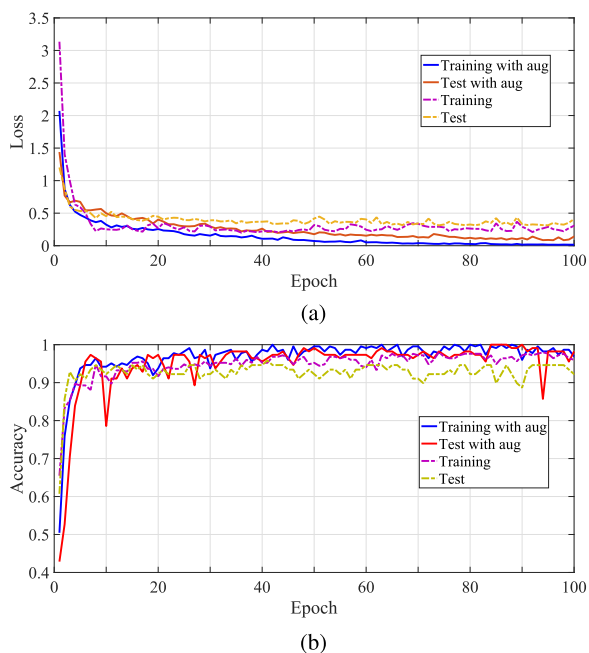 3.5
3
2.5
2
1.5
1
0.5
0
Loss
Training with aug
Test with aug
Training
Test
0 20 40 60 80 100
Epoch
(a)
1
0.9
0.8
0.7
0.6
0.5
0.4
Accuracy
Training with aug
Test with aug
Training
Test
0 20 40 60 80 100
Epoch
(b)